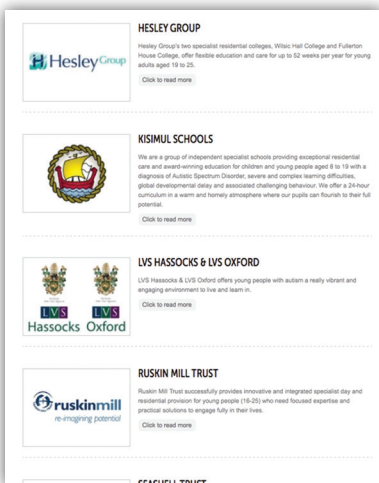 HESLEY GROUP
Hesley Group
Hesley Group's two specialist residential colleges, Wilsic Hall College and Fullerton
House College, offer flexible education and care for up to 52 weeks per year for young
adults aged 19 to 25.
Click to read more
KISIMUL SCHOOLS
We are a group of independent specialist schools providing exceptional residential
care and award-winning education for children and young people aged 8 to 19 with a
diagnosis of Autistic Spectrum Disorder, severe and complex learning difficulties,
global developmental delay and associated challenging behaviour. We offer a 24-hour
curriculum in a warm and homely atmosphere where our pupils can flourish to their full
potential.
Click to read more
LVS HASSOCKS & LVS OXFORD
LVS Hassocks & LVS Oxford offers young people with autism a really vibrant and
engaging environment to live and learn in.
Click to read more
LVS LVS
Hassocks Oxford
RUSKIN MILL TRUST
Ruskin Mill Trust successfully provides innovative and integrated specialist day and
residential provision for young people (16-25) who need focused expertise and
practical solutions to engage fully in their lives.
Click to read more
ruskinmill
re-imagining potential
SEASHELL TRUST